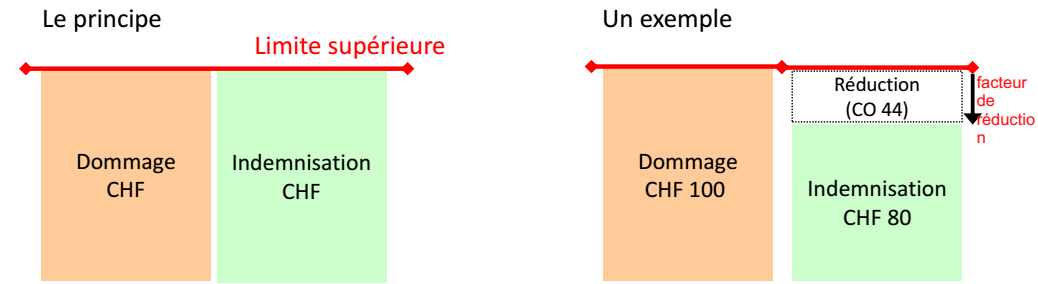 Le principe
Limite supérieure
Dommage
CHF
Indemnisation
CHF
Un exemple
Dommage
CHF 100
Réduction
(CO 44)
Indemnisation
CHF 80
facteur
de
réductio
n